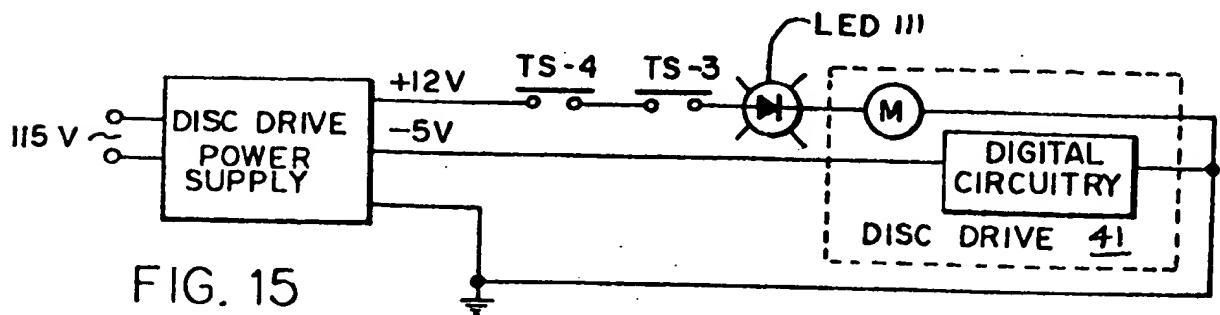 LED 111
TS-4 TS-3
+12V
115 V ~
DISC DRIVE
POWER
SUPPLY
-5V
M
DIGITAL
CIRCUITRY
DISC DRIVE 41
FIG. 15